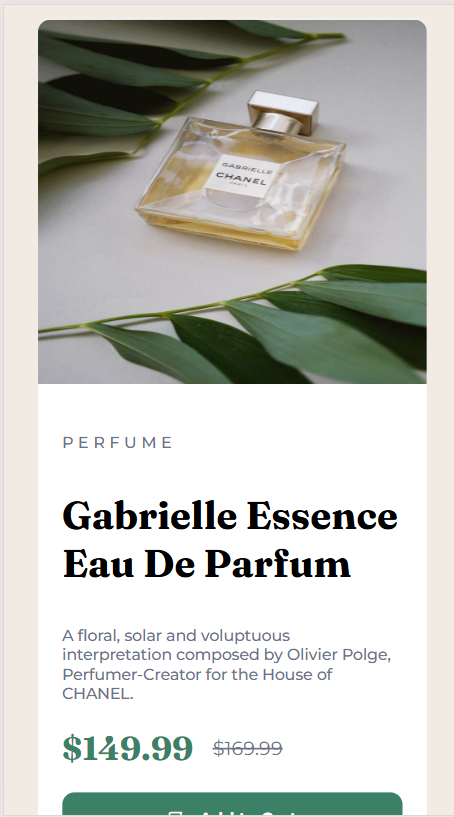 GABRIELLE
CHANEL
PARIS
PERFUME
Gabrielle Essence
Eau De Parfum
A floral, solar and voluptuous
interpretation composed by Olivier Polge,
Perfumer-Creator for the House of
CHANEL.
$149.99 $169.99